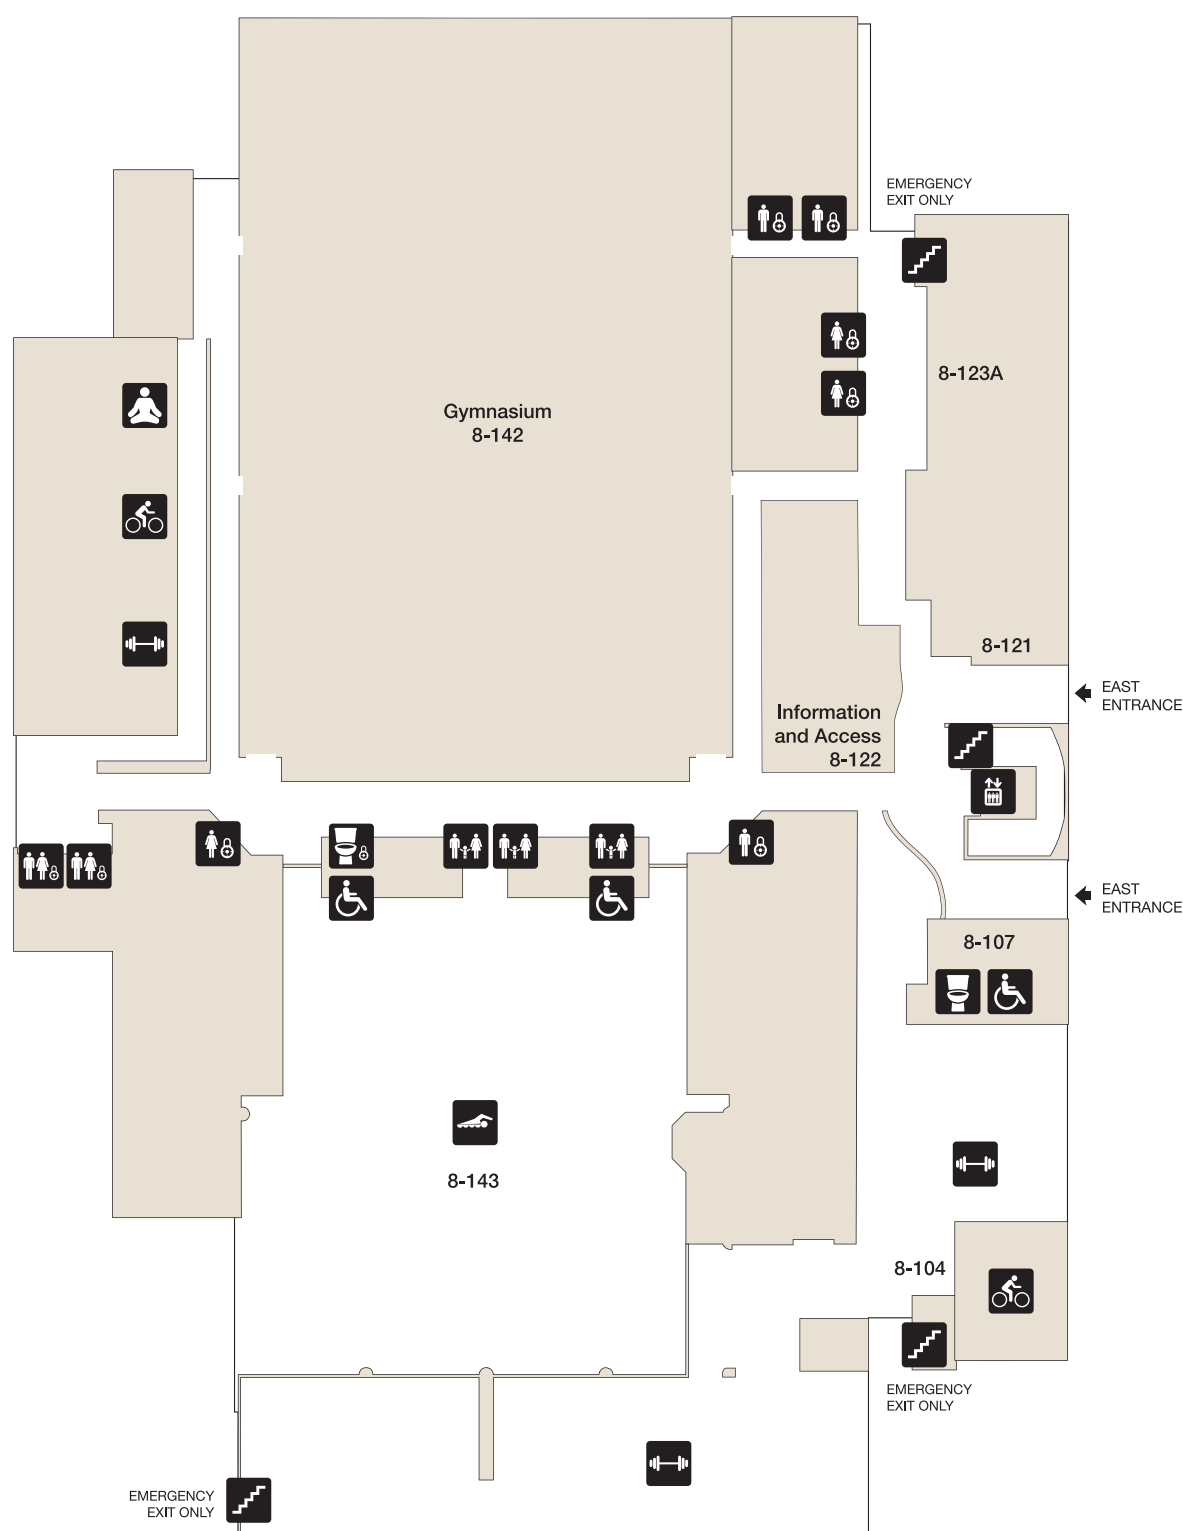 EMERGENCY
EXIT ONLY
8-123A
Gymnasium
8-142
8-121
EAST
ENTRANCE
Information
and Access
8-122
EAST
ENTRANCE
8-107
8-143
8-104
EMERGENCY
EXIT ONLY
EMERGENCY
EXIT ONLY